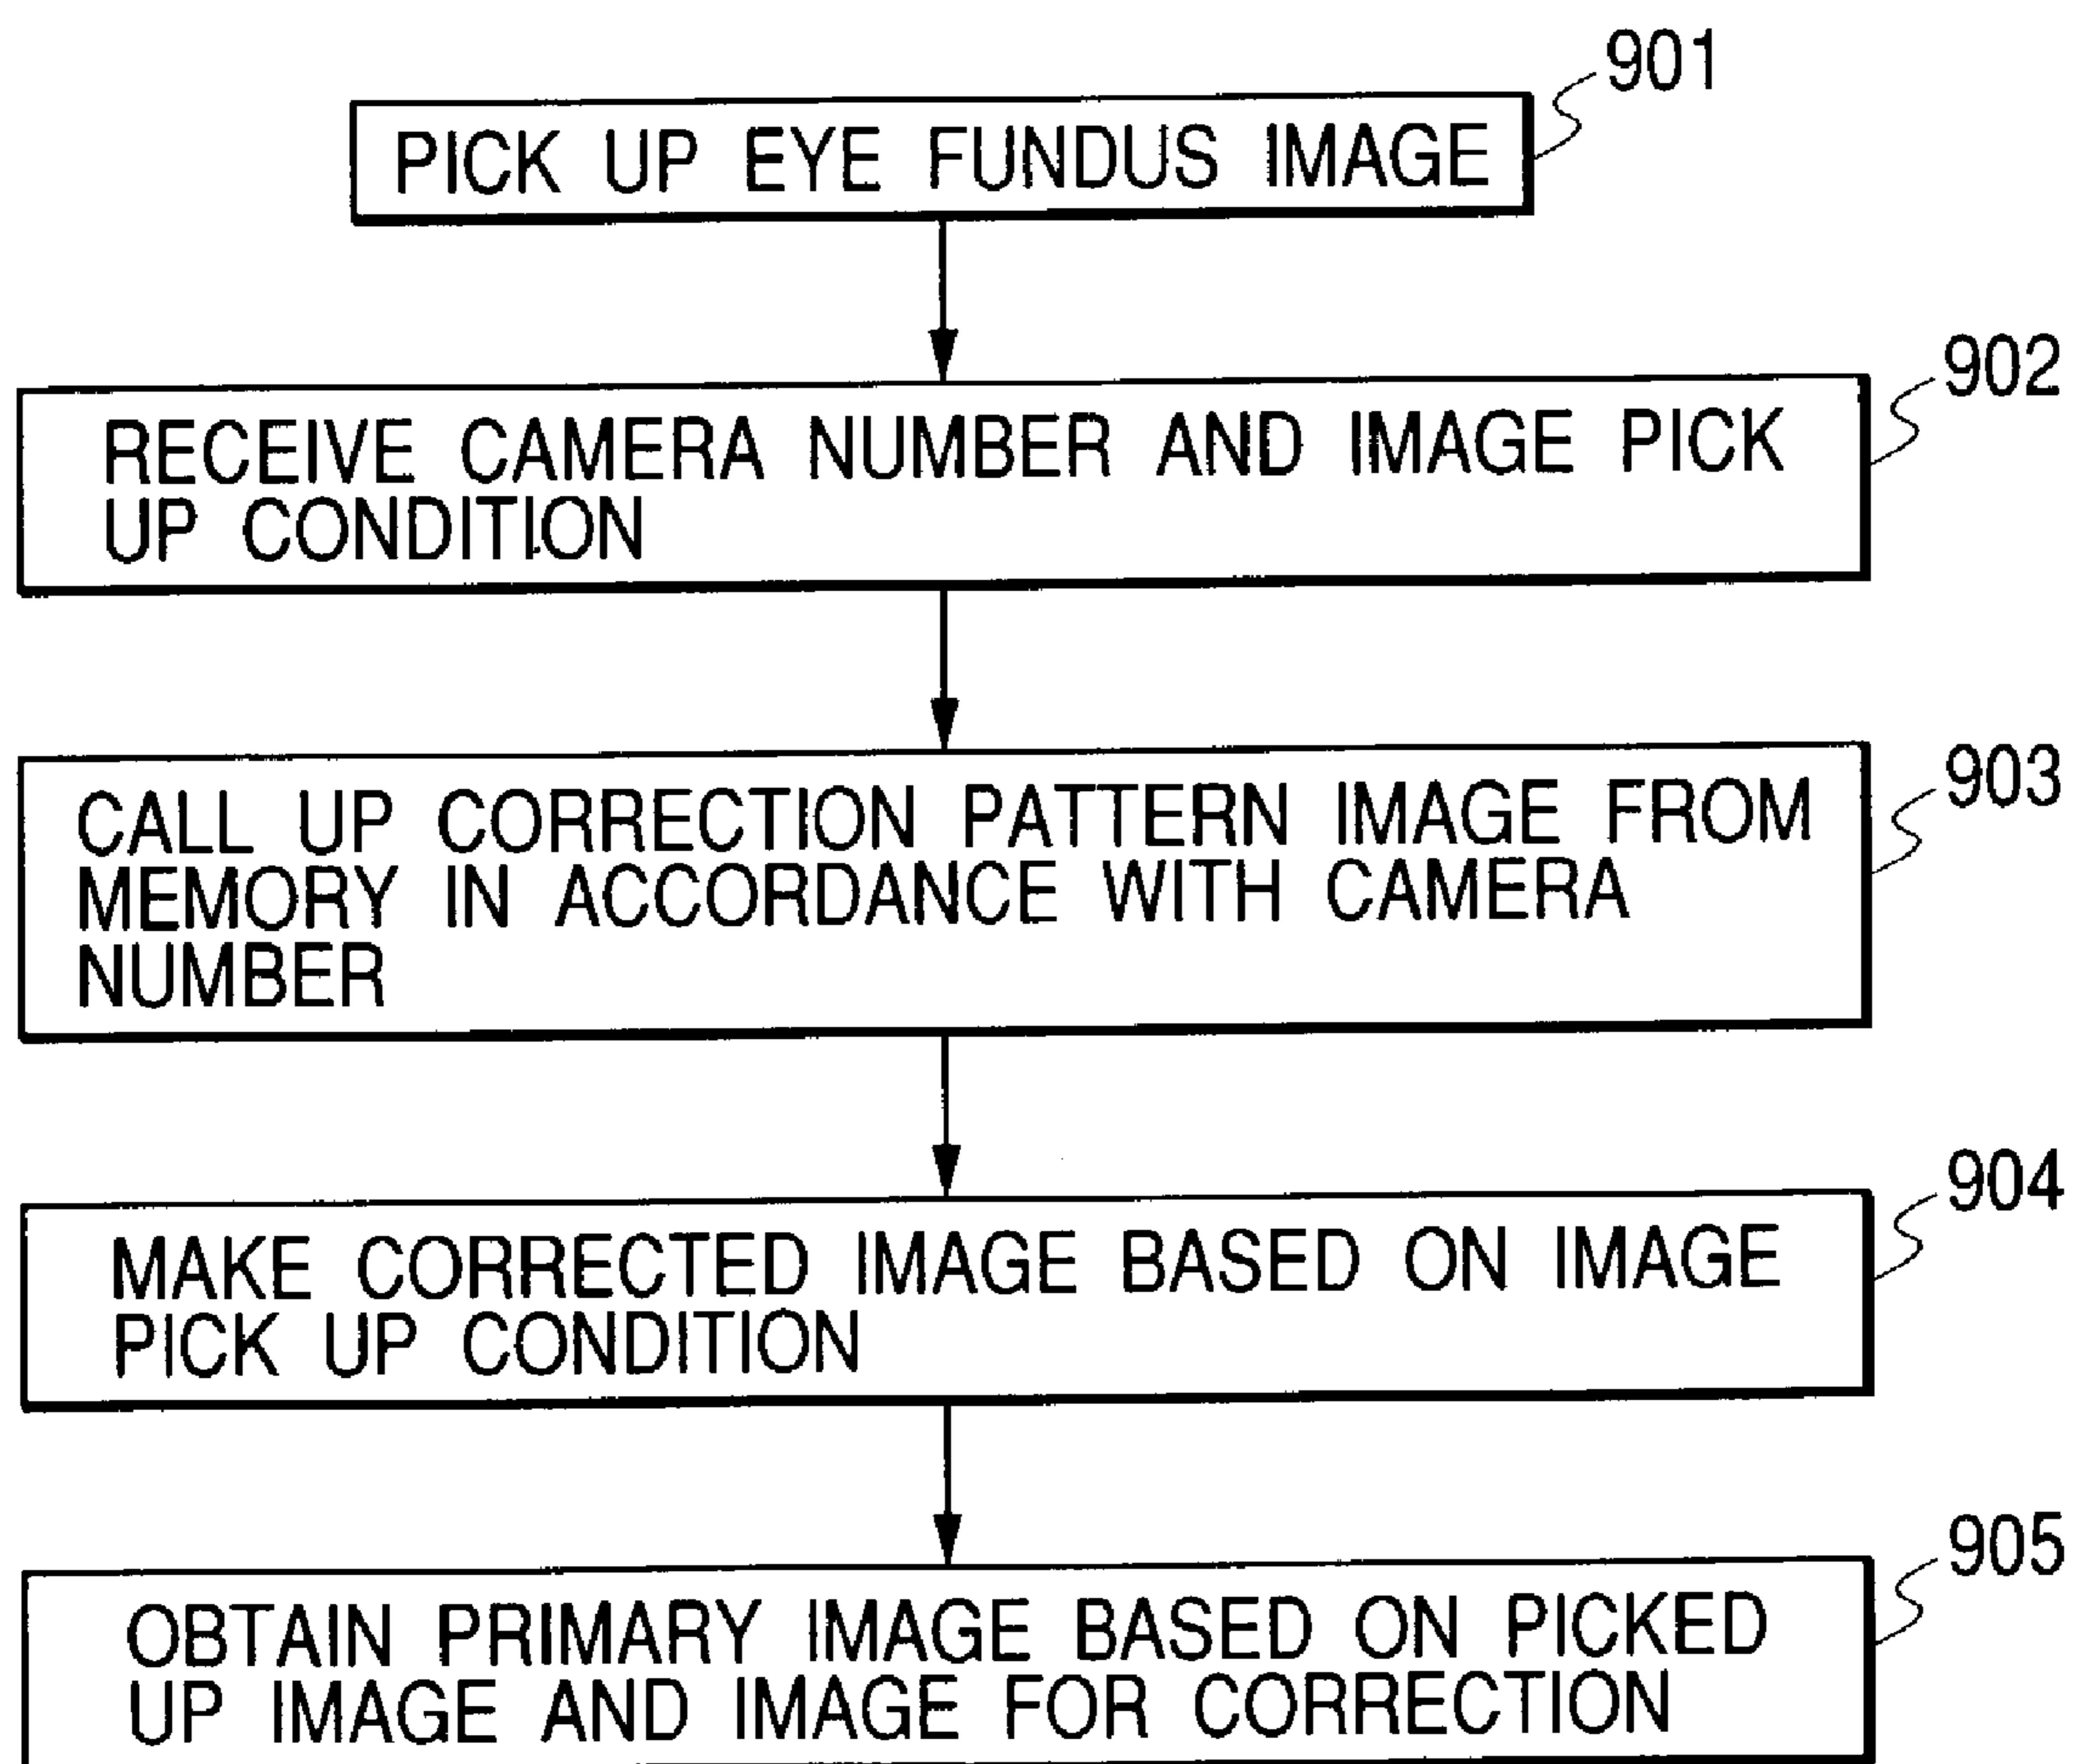 901
PICK UP EYE FUNDUS IMAGE
902
RECEIVE CAMERA NUMBER AND IMAGE PICK
UP CONDITION
903
CALL UP CORRECTION PATTERN IMAGE FROM
MEMORY IN ACCORDANCE WITH CAMERA
NUMBER
904
MAKE CORRECTED IMAGE BASED ON IMAGE
PICK UP CONDITION
905
OBTAIN PRIMARY IMAGE BASED ON PICKED
UP IMAGE AND IMAGE FOR CORRECTION